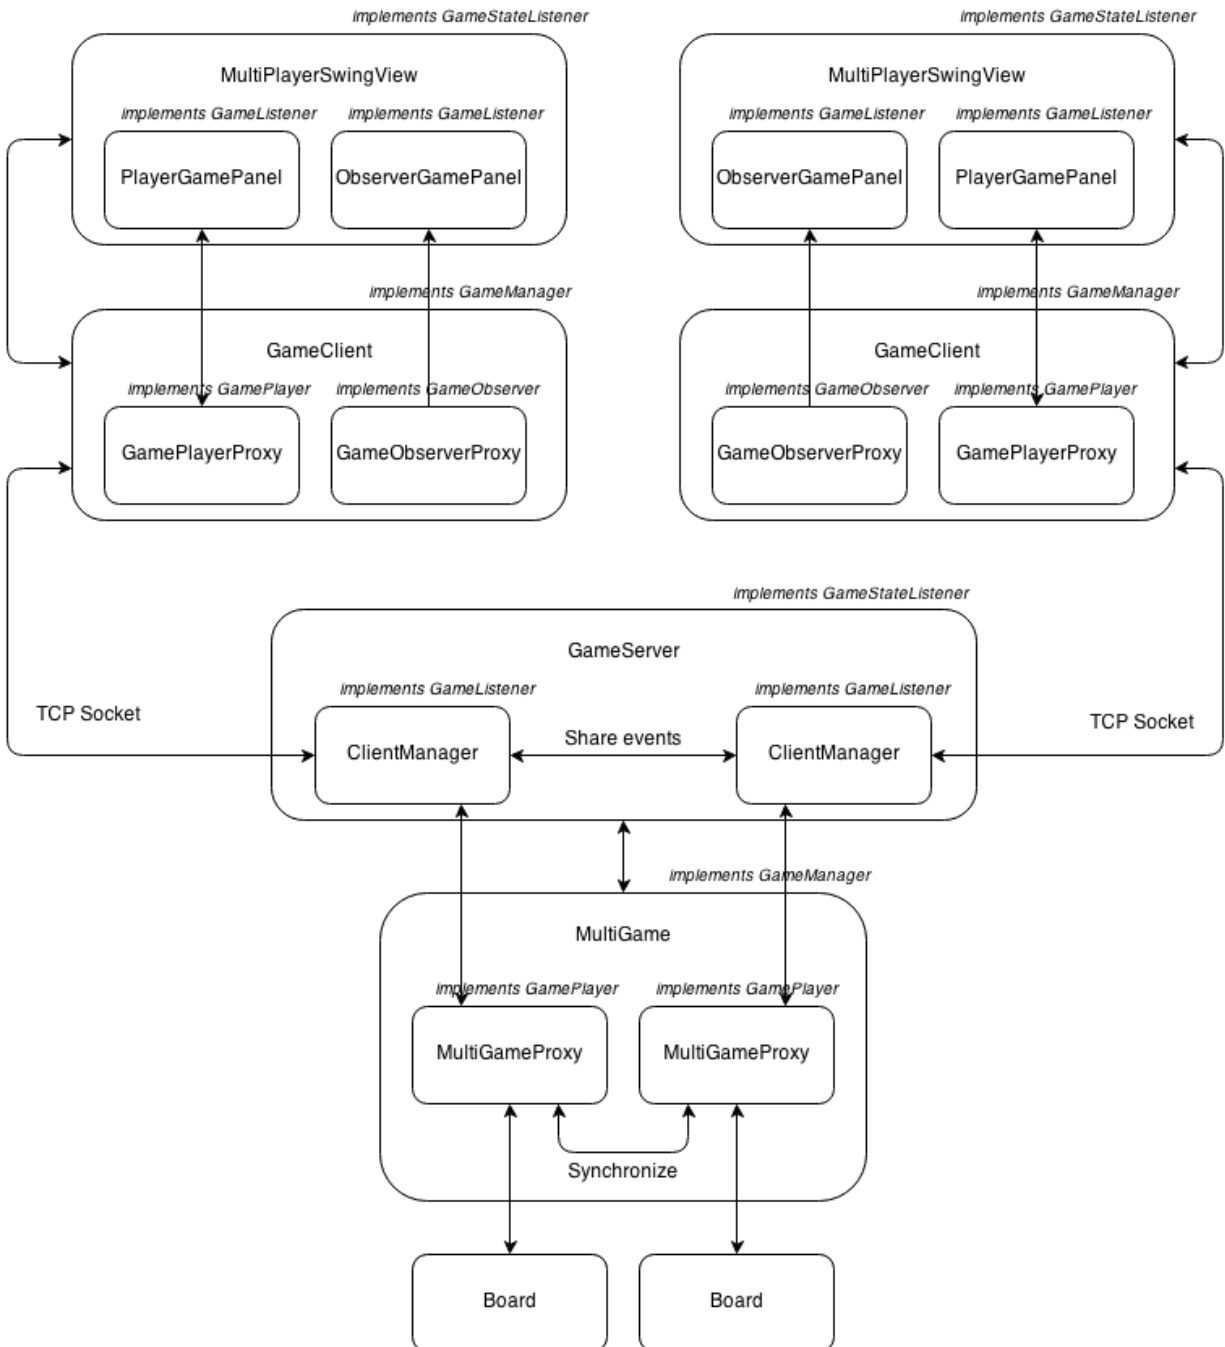 implements GameStateListener
implements GameStateListener
MultiPlayerSwingView
MultiPlayerSwingView
implements GameListener
implements GameListener
implements GameListener
implements GameListener
PlayerGamePanel
ObserverGamePanel
ObserverGamePanel
PlayerGamePanel
implements GameManager
implements GameManager
GameClient
GameClient
implements GamePlayer
implements GameObserver
implements GameObserver
implements GamePlayer
GamePlayerProxy
GameObserverProxy
GameObserverProxy
GamePlayerProxy
implements GameStateListener
GameServer
implements GameListener
implements GameListener
TCP Socket
TCP Socket
ClientManager
Share events
ClientManager
implements GameManager
MultiGame
implements GamePlayer
implements GamePlayer
MultiGameProxy
MultiGameProxy
Synchronize
Board
Board